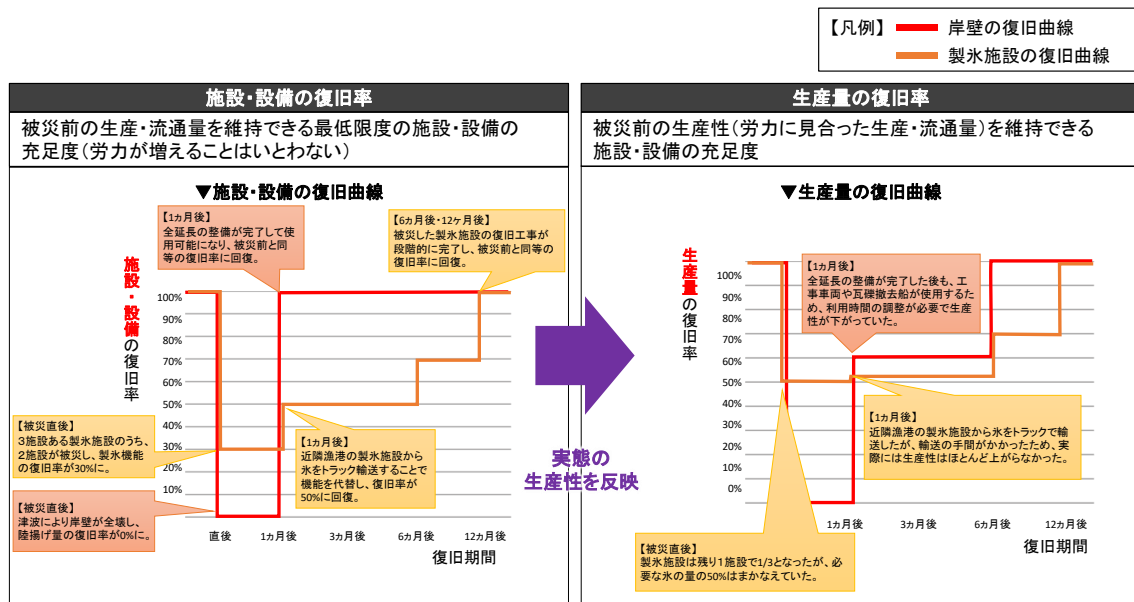 【凡例】
岸壁の復旧曲線
製氷施設の復旧曲線
施設・設備の復旧率
被災前の生産・流通量を維持できる最低限度の施設・設備の
充足度(労力が増えることはいとわない)
▼施設・設備の復旧曲線
【1ヵ月後】
全延長の整備が完了して使
用可能になり、被災前と同
等の復旧率に回復。
【6ヵ月後・12ヶ月後】
被災した製氷施設の復旧工事が
段階的に完了し、被災前と同等の
復旧率に回復。
施設・設備の復旧率
100%
90%
80%
70%
60%
50%
40%
30%
20%
10%
【被災直後】
3施設ある製氷施設のうち、
2施設が被災し、製氷機能
の復旧率が30%に。
【1ヵ月後】
近隣漁港の製氷施設から
氷をトラック輸送することで
機能を代替し、復旧率が
50%に回復。
【被災直後】
津波により岸壁が全壊し、
陸揚げ量の復旧率が0%に。
直後
1ヵ月後
3ヵ月後
6ヵ月後
12ヵ月後
復旧期間
実態の
生産性を反映
生産量の復旧率
被災前の生産性(労力に見合った生産・流通量)を維持できる
施設・設備の充足度
▼生産量の復旧曲線
生産量の復旧率
100%
90%
80%
70%
60%
50%
40%
30%
20%
10%
0%
【1ヵ月後】
全延長の整備が完了した後も、工
事車両や瓦礫撤去船が使用するた
め、利用時間の調整が必要で生産
性が下がっていた。
【1ヵ月後】
近隣漁港の製氷施設から氷をトラックで輸
送したが、輸送の手間がかかったため、実
際には生産性はほとんど上がらなかった。
1ヵ月後
3ヵ月後
6ヵ月後
12ヵ月後
復旧期間
【被災直後】
製氷施設は残り1施設で1/3となったが、必
要な氷の量の50%はまかなえていた。